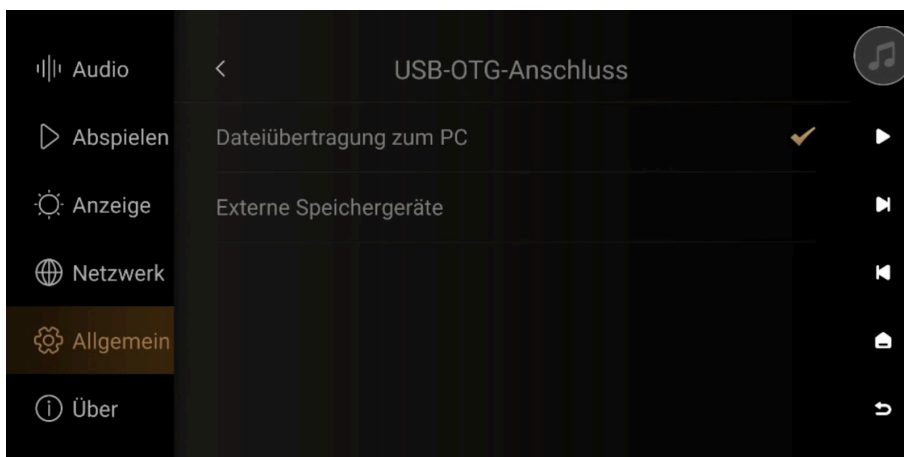 Audio
Abspielen
Anzeige
Netzwerk
Allgemein
Über
USB-OTG-Anschluss
Dateiübertragung zum PC
Externe Speichergeräte